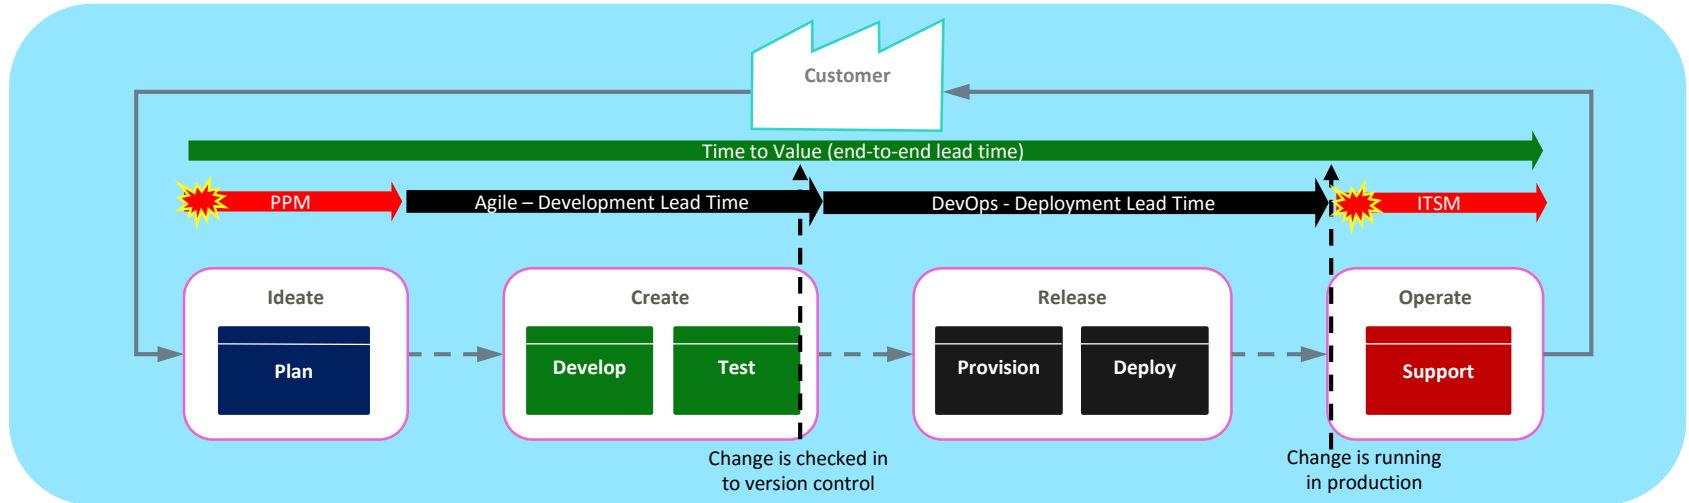 Customer
Time to Value (end-to-end lead time)
PPM
Agile – Development Lead Time
DevOps - Deployment Lead Time
ITSM
Ideate
Create
Release
Operate
Plan
Develop
Test
Provision
Deploy
Support
Change is checked in
to version control
Change is running
in production